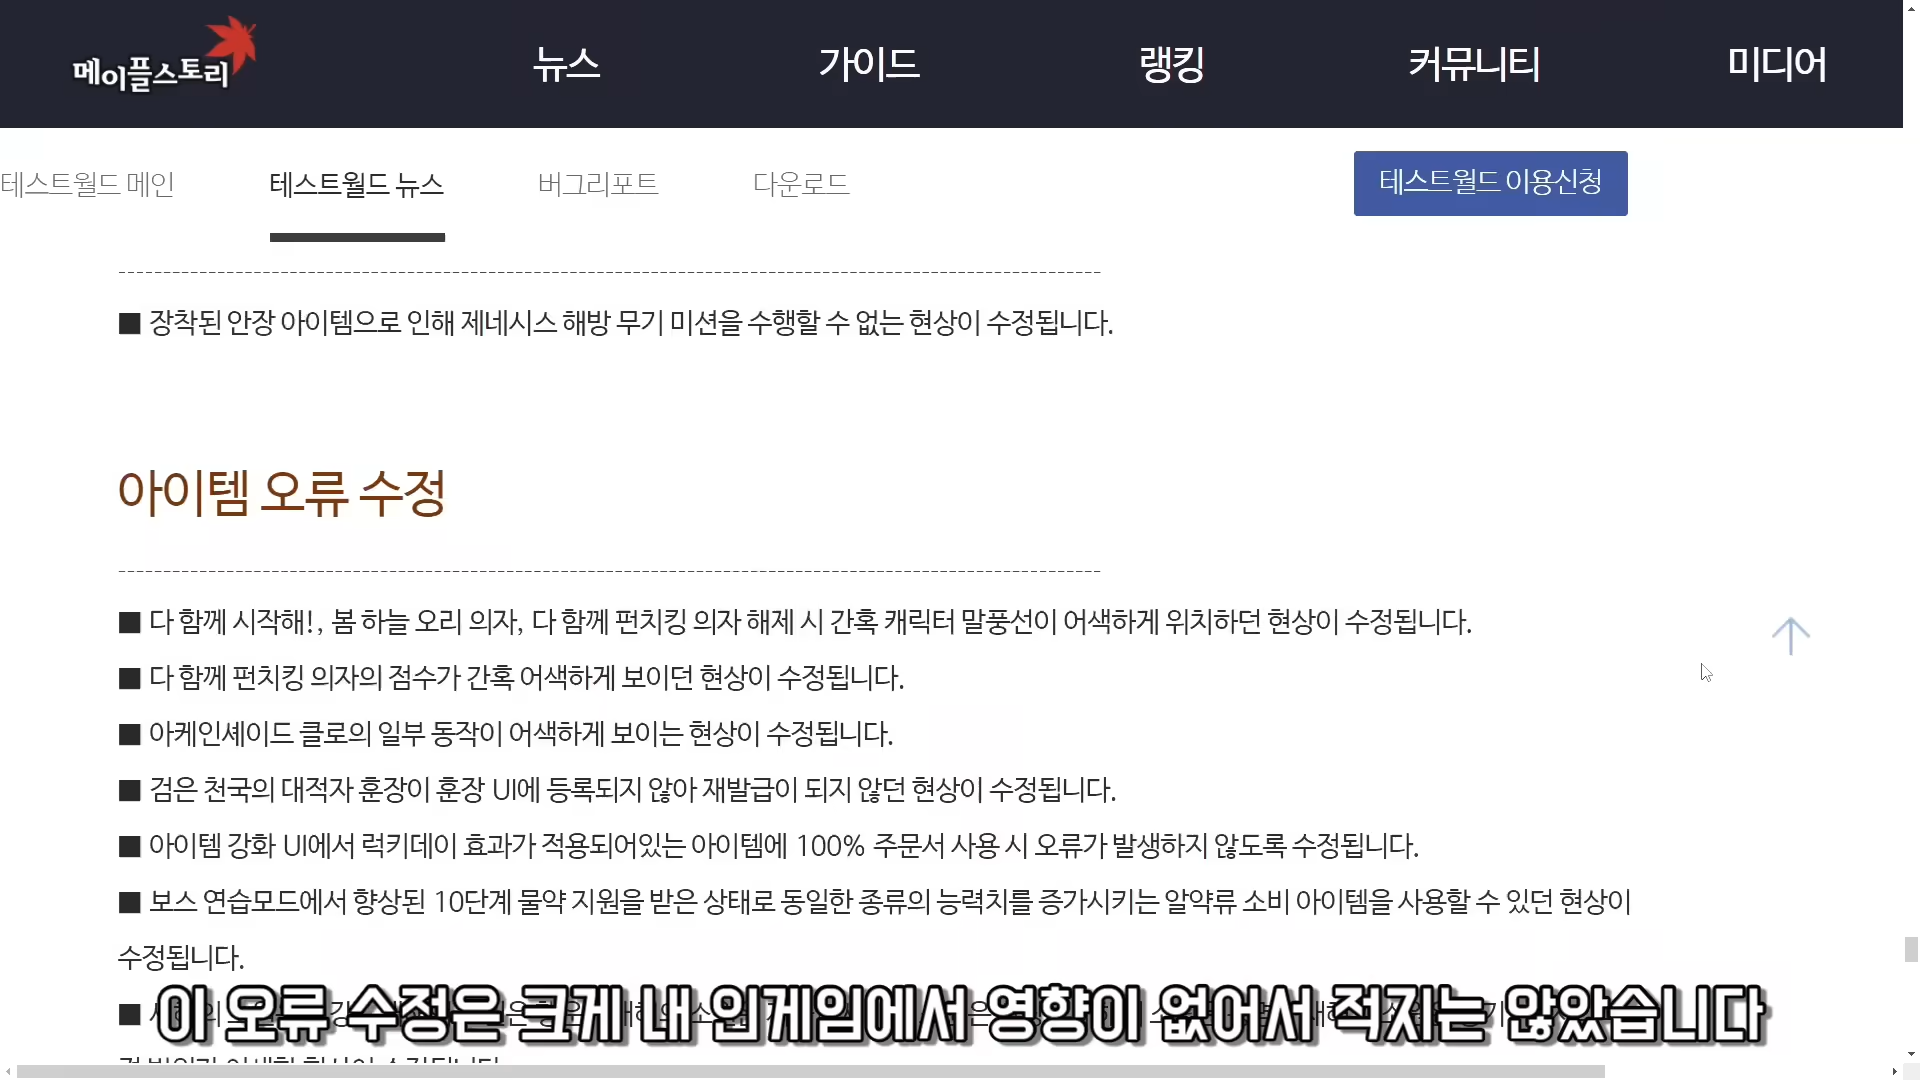 메이플스토리
뉴스
가이드
랭킹
커뮤니티
미디어
테스트월드 메인
테스트월드 뉴스
버그리포트
다운로드
테스트월드 이용신청
■ 장착된 안장 아이템으로 인해 제네시스 해방 무기 미션을 수행할 수 없는 현상이 수정됩니다.
아이템 오류 수정
■ 다 함께 시작해!, 봄 하늘 오리 의자, 다 함께 펀치킹 의자 해제 시 간혹 캐릭터 말풍선이 어색하게 위치하던 현상이 수정됩니다.
■ 다 함께 펀치킹 의자의 점수가 간혹 어색하게 보이던 현상이 수정됩니다.
■ 아케인셰이드 클로의 일부 동작이 어색하게 보이는 현상이 수정됩니다.
■ 검은 천국의 대적자 훈장이 훈장 UI에 등록되지 않아 재발급이 되지 않던 현상이 수정됩니다.
■ 아이템 강화 UI에서 럭키데이 효과가 적용되어있는 아이템에 100% 주문서 사용 시 오류가 발생하지 않도록 수정됩니다.
■ 보스 연습모드에서 향상된 10단계 물약 지원을 받은 상태로 동일한 종류의 능력치를 증가시키는 알약류 소비 아이템을 사용할 수 있던 현상이
수정됩니다.
이 오류 수정은 크게 내 인게임에서 영향이 없어서 적지는 않았습니다